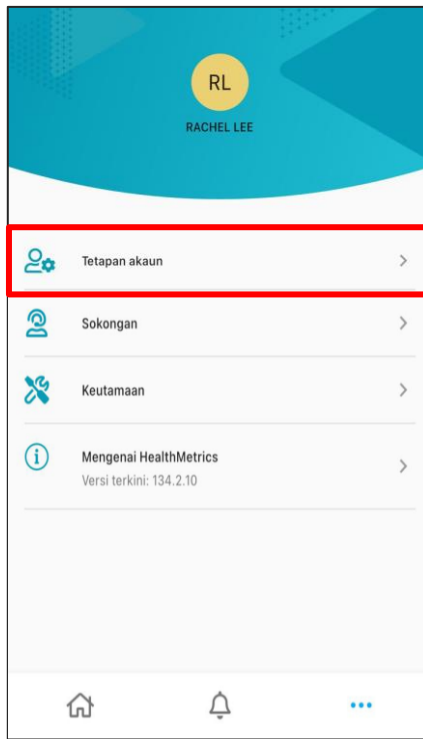 RL
RACHEL LEE
Tetapan akaun
Sokongan
Keutamaan
Mengenai HealthMetrics
Versi terkini: 134.2.10